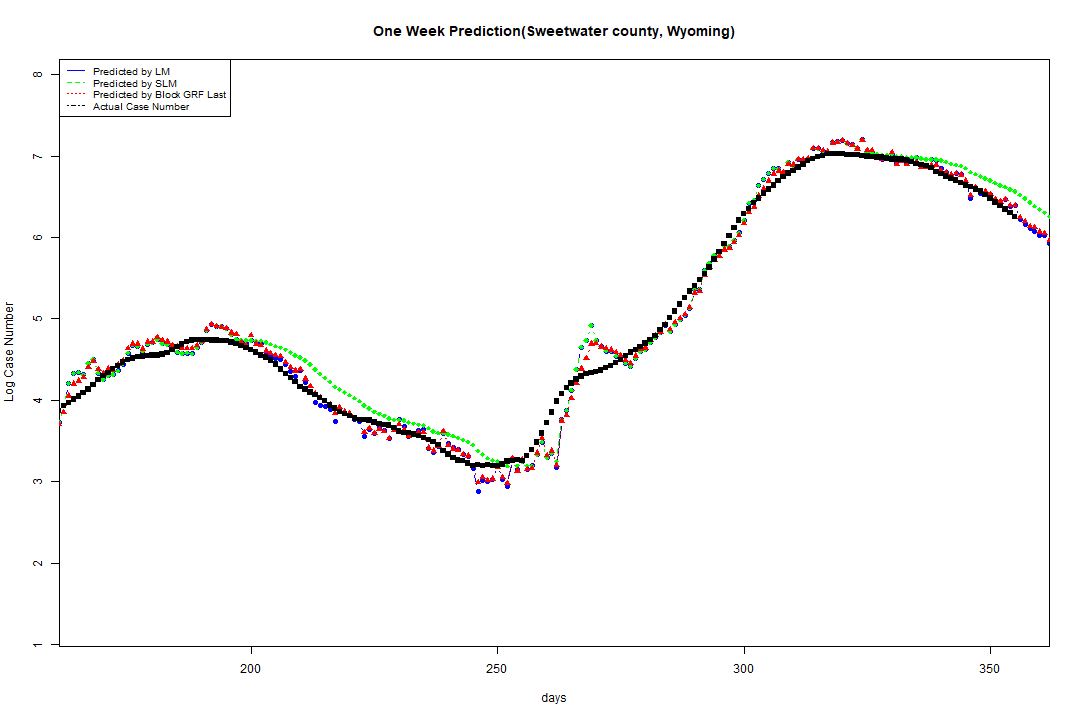 One Week Prediction(Sweetwater county, Wyoming)
Predicted by LM
Predicted by SLM
Predicted by Block GRF Last
Actual Case Number
Log Case Number
8
7
6
5
4
3
2
1
200 250 300 350
days